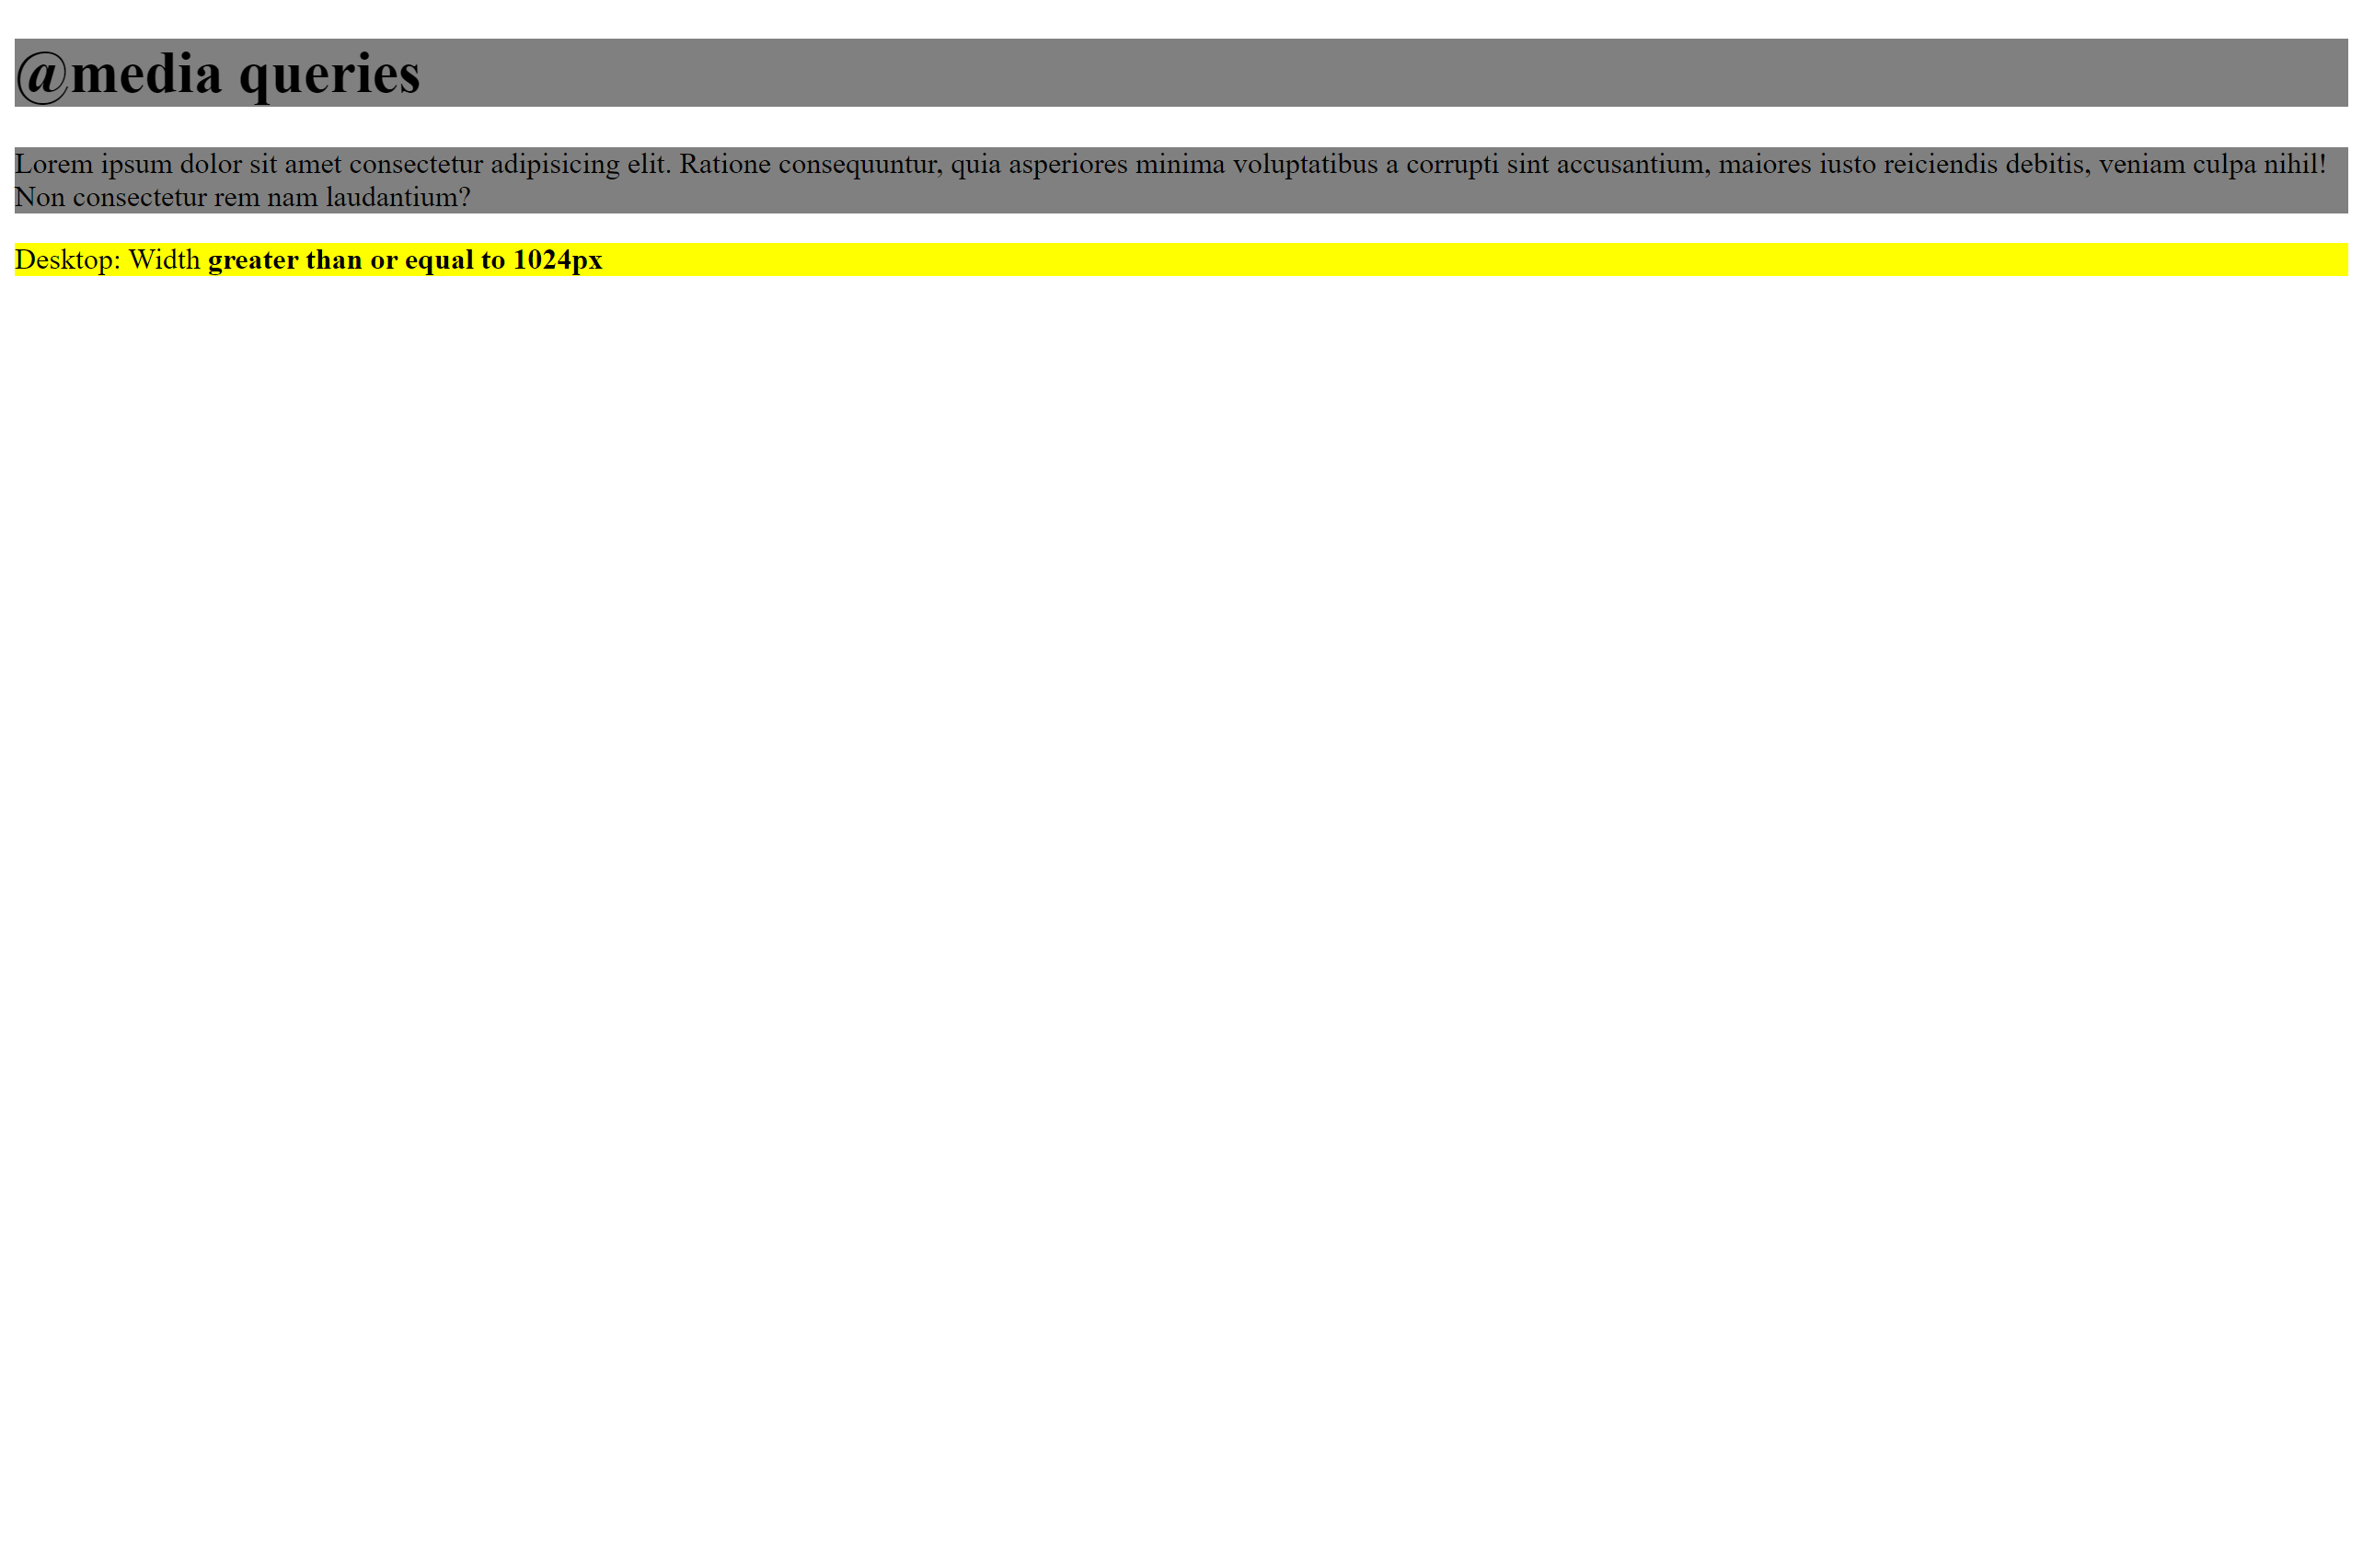 @media queries
Lorem ipsum dolor sit amet consectetur adipisicing elit. Ratione consequuntur, quia asperiores minima voluptatibus a corrupti sint accusantium, maiores iusto reiciendis debitis, veniam culpa nihil!
Non consectetur rem nam laudantium?
Desktop: Width greater than or equal to 1024px